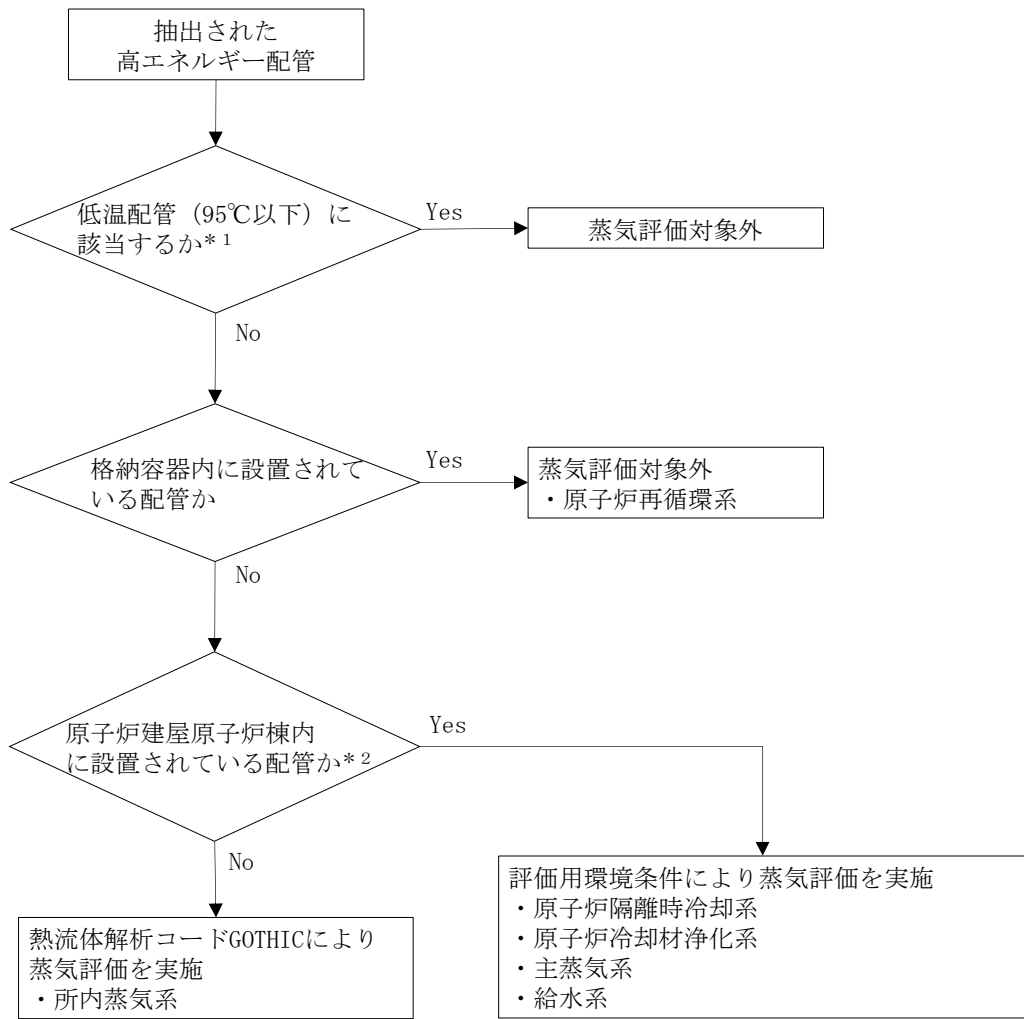 抽出された
高エネルギー配管
低温配管（95℃以下）に
該当するか*1
Yes
蒸気評価対象外
No
格納容器内に設置されて
いる配管か
Yes
蒸気評価対象外
・原子炉再循環系
No
原子炉建屋原子炉棟内
に設置されている配管か*2
Yes
No
熱流体解析コードGOTHICにより
蒸気評価を実施
・所内蒸気系
評価用環境条件により蒸気評価を実施
・原子炉隔離時冷却系
・原子炉冷却材浄化系
・主蒸気系
・給水系